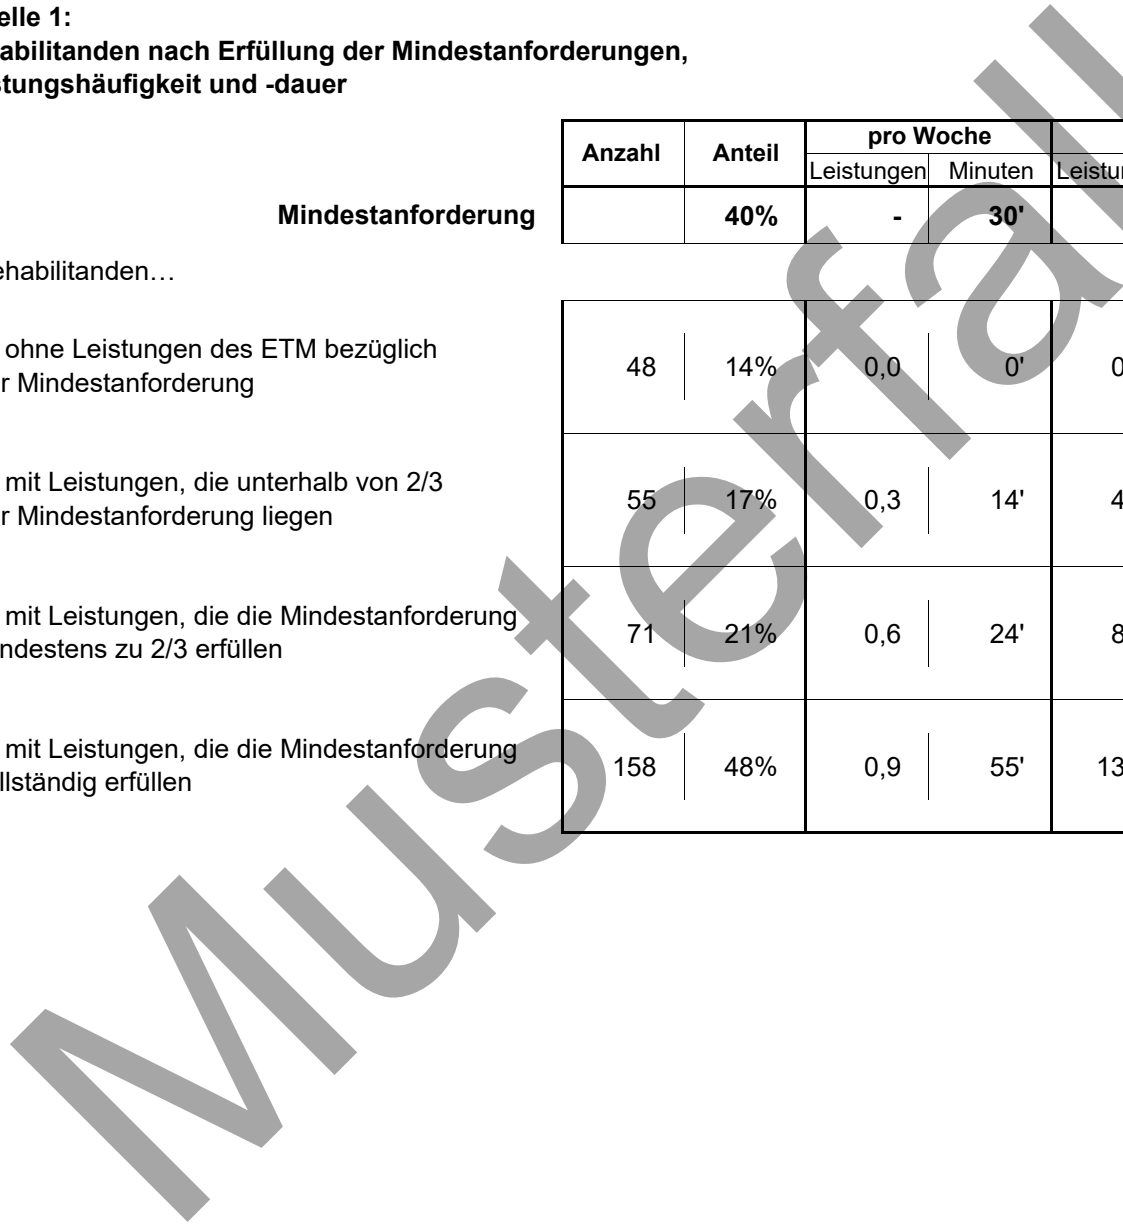 elle 1:
abilitanden nach Erfüllung der Mindestanforderungen,
stungshäufigkeit und -dauer
Anzahl Anteil pro Woche
Leistungen Minuten Leistu
Mindestanforderung 40% - 30'
ehabilitanden…
ohne Leistungen des ETM bezüglich
r Mindestanforderung
48 14% 0,0 0' 0
mit Leistungen, die unterhalb von 2/3
r Mindestanforderung liegen
55 17% 0,3 14' 4
mit Leistungen, die die Mindestanforderung
ndestens zu 2/3 erfüllen
71 21% 0,6 24' 8
mit Leistungen, die die Mindestanforderung
llständig erfüllen
158 48% 0,9 55' 13
Musterfall